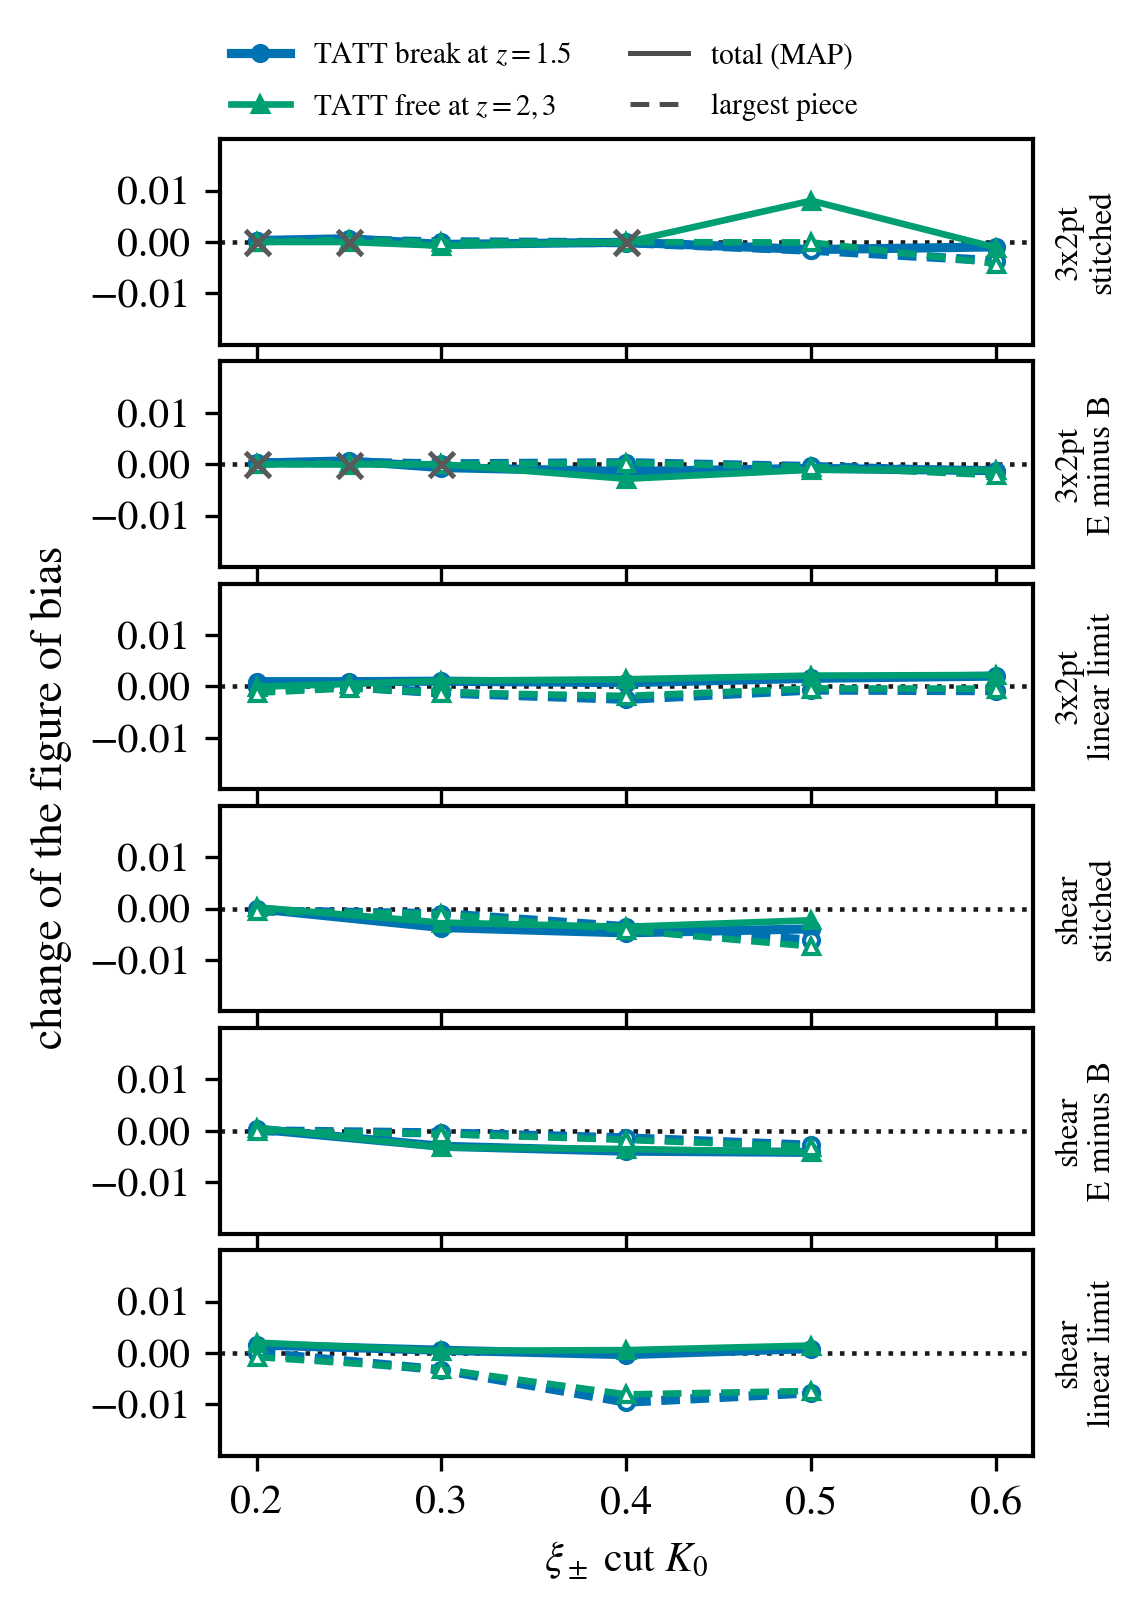 TATT break at z = 1.5
total (MAP)
TATT free at z = 2, 3
largest piece
0.01
0.00
−0.01
3x2pt
stitched
0.01
0.00
−0.01
3x2pt
E minus B
0.01
0.00
−0.01
3x2pt
linear limit
change of the figure of bias
0.01
0.00
−0.01
shear
stitched
0.01
0.00
−0.01
shear
E minus B
0.01
0.00
−0.01
shear
linear limit
0.2
0.3
0.4
0.5
0.6
ξ± cut K0